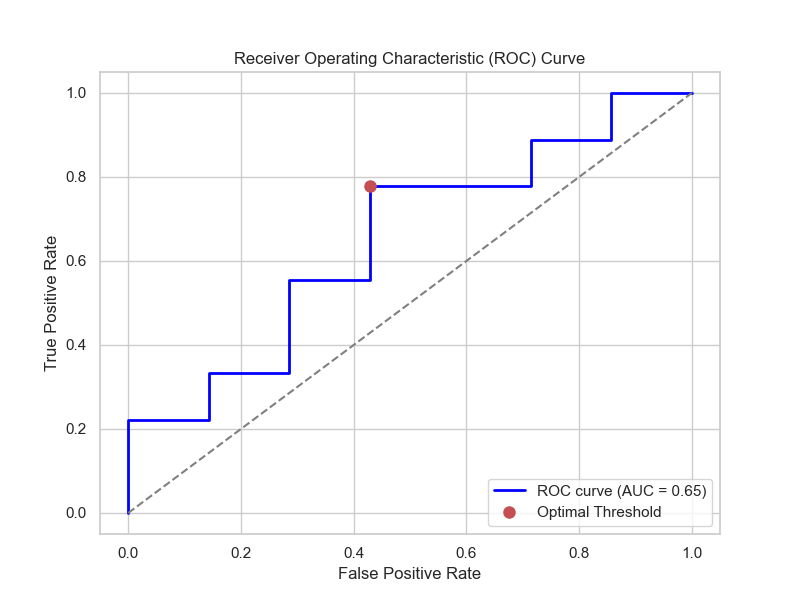 Receiver Operating Characteristic (ROC) Curve
True Positive Rate
1.0
0.8
0.6
0.4
0.2
0.0
0.0 0.2 0.4 0.6 0.8 1.0
False Positive Rate
ROC curve (AUC = 0.65)
Optimal Threshold